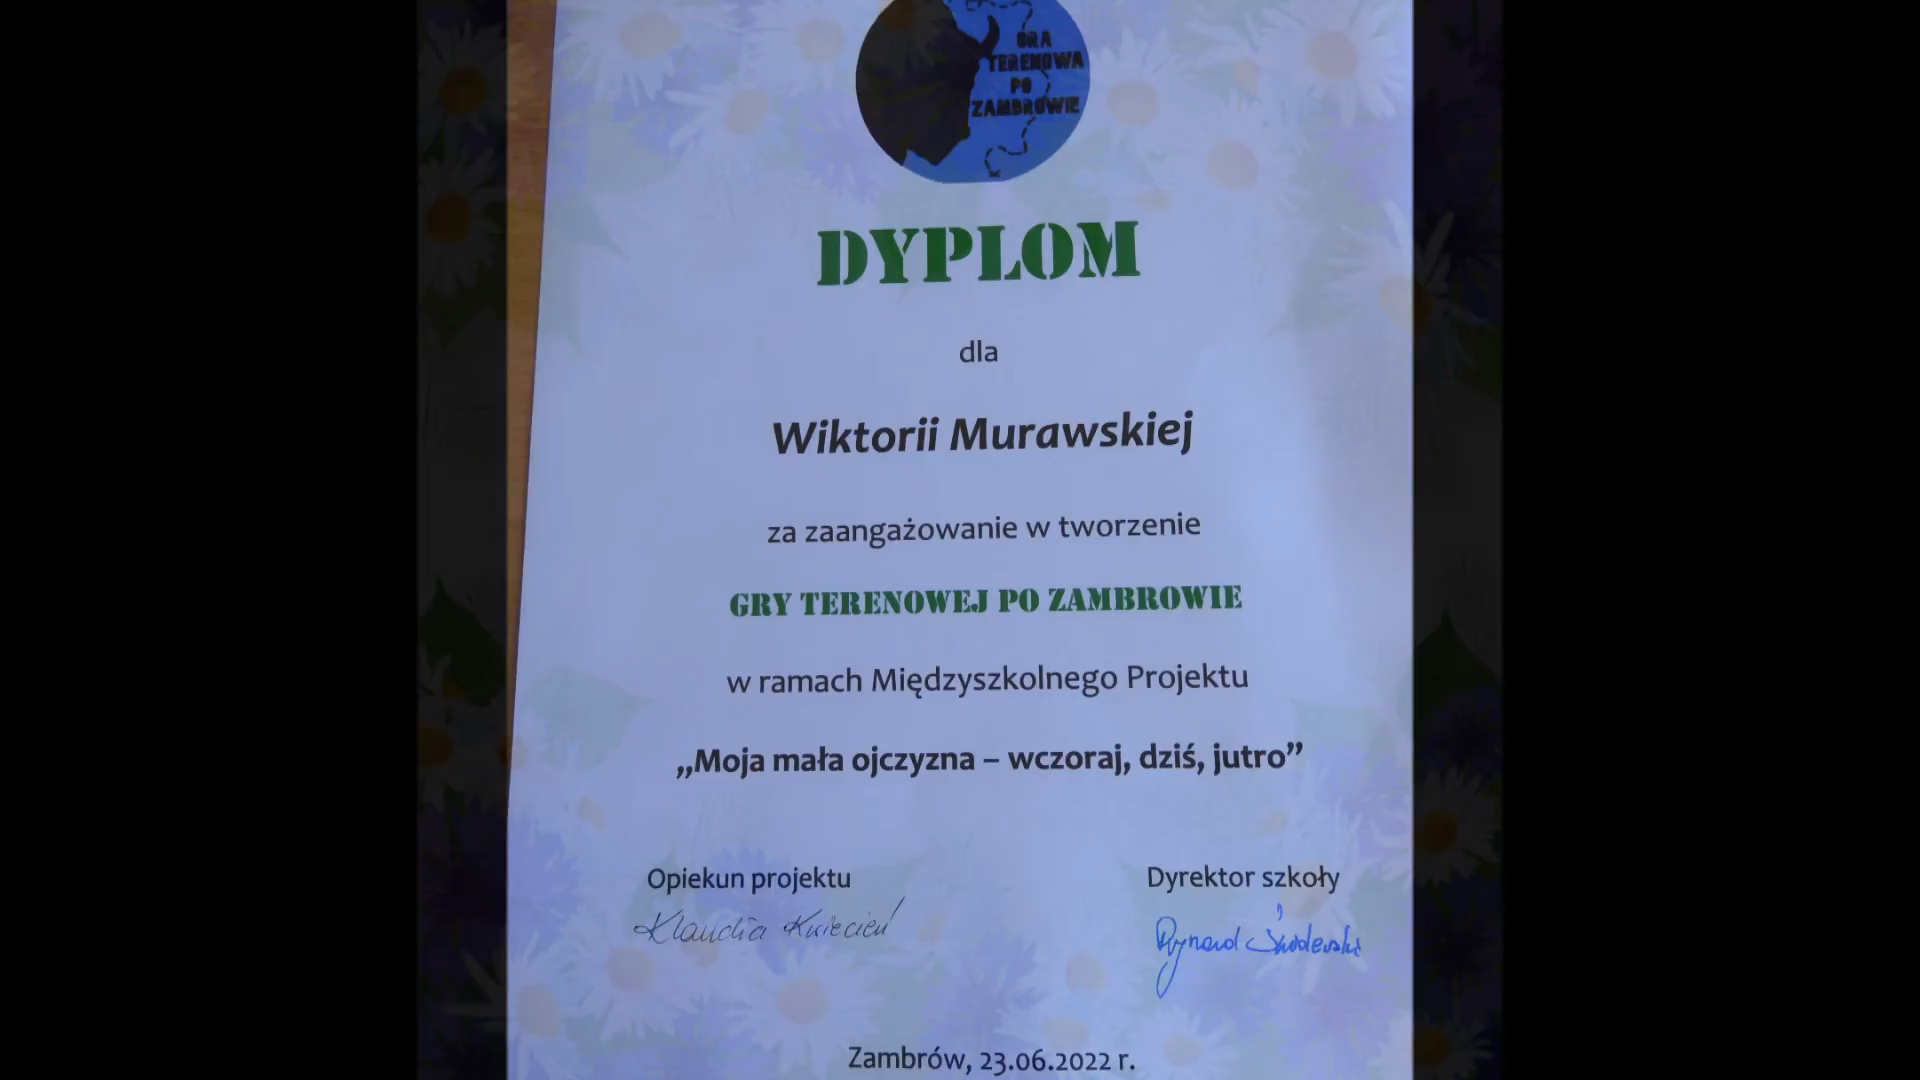 GRA
TERENOWA
PO
ZAMBROWIE
DYPLOM
dla
Wiktorii Murawskiej
za zaangażowanie w tworzenie
GRY TERENOWEJ PO ZAMBROWIE
w ramach Międzyszkolnego Projektu
„Moja mała ojczyzna – wczoraj, dziś, jutro”
Opiekun projektu
Dyrektor szkoły
Klaudia Kwiecień
Zambrów, 23.06.2022 r.